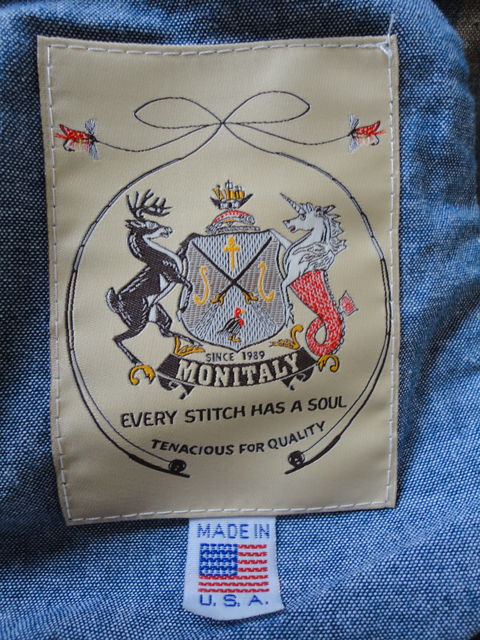 SINCE 1989
MONITALY
EVERY STITCH HAS A SOUL
TENACIOUS FOR QUALITY
MADE IN
U.S.A.